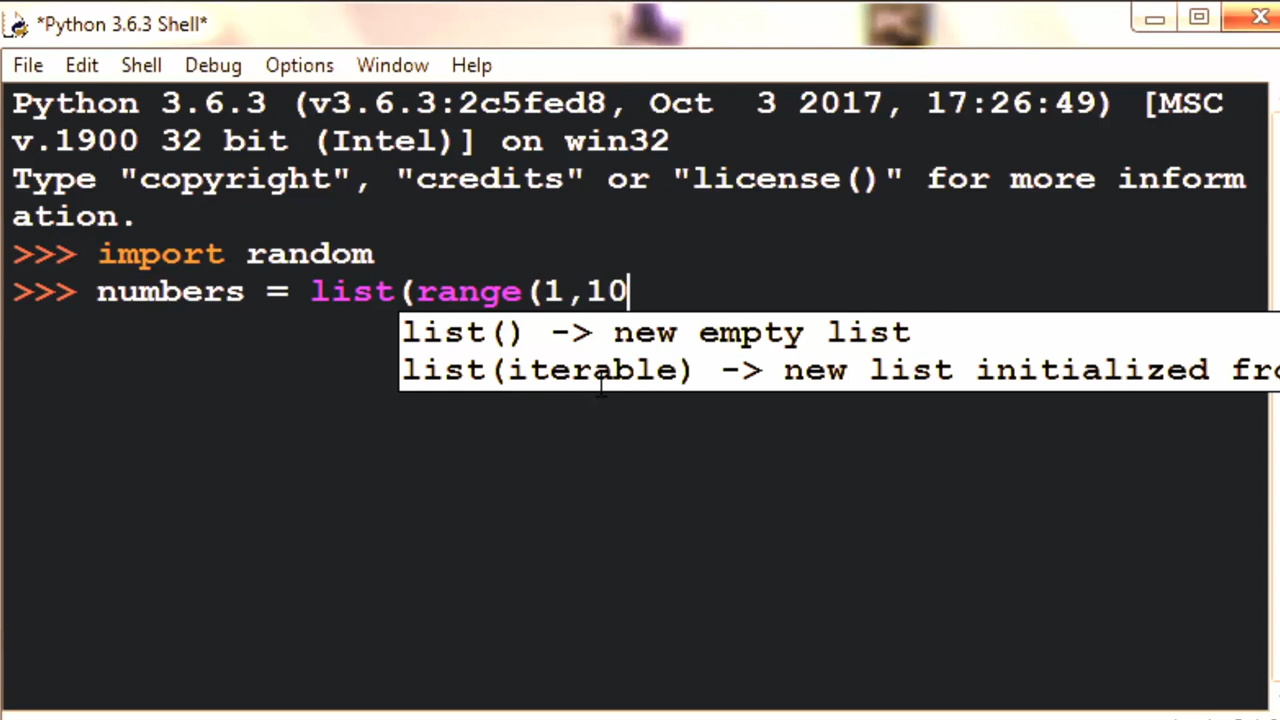 *Python 3.6.3 Shell*
File Edit Shell Debug Options Window Help
Python 3.6.3 (v3.6.3:2c5fed8, Oct  3 2017, 17:26:49) [MSC
v.1900 32 bit (Intel)] on win32
Type "copyright", "credits" or "license()" for more inform
ation.
>>> import random
>>> numbers = list(range(1,10
list() -> new empty list
list(iterable) -> new list initialized fro